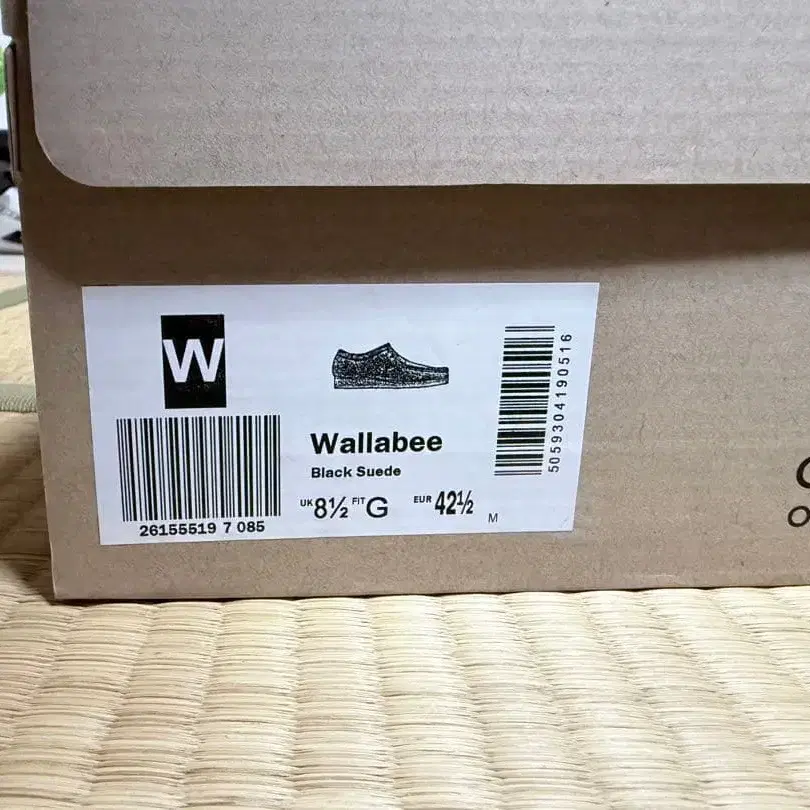 W
26155519 7 085
Wallabee
Black Suede
UK 8½ FIT G EUR 42½ M
5059304190516